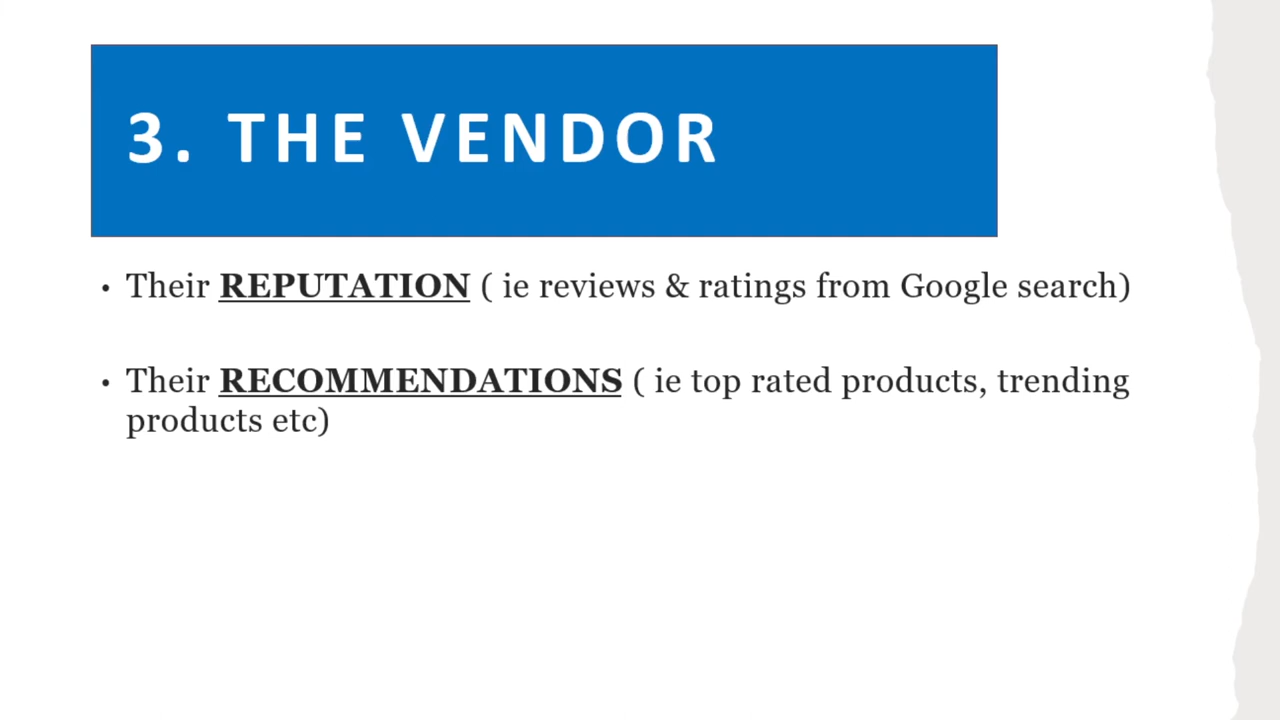 3. THE VENDOR
• Their REPUTATION ( ie reviews & ratings from Google search)
• Their RECOMMENDATIONS ( ie top rated products, trending
products etc)